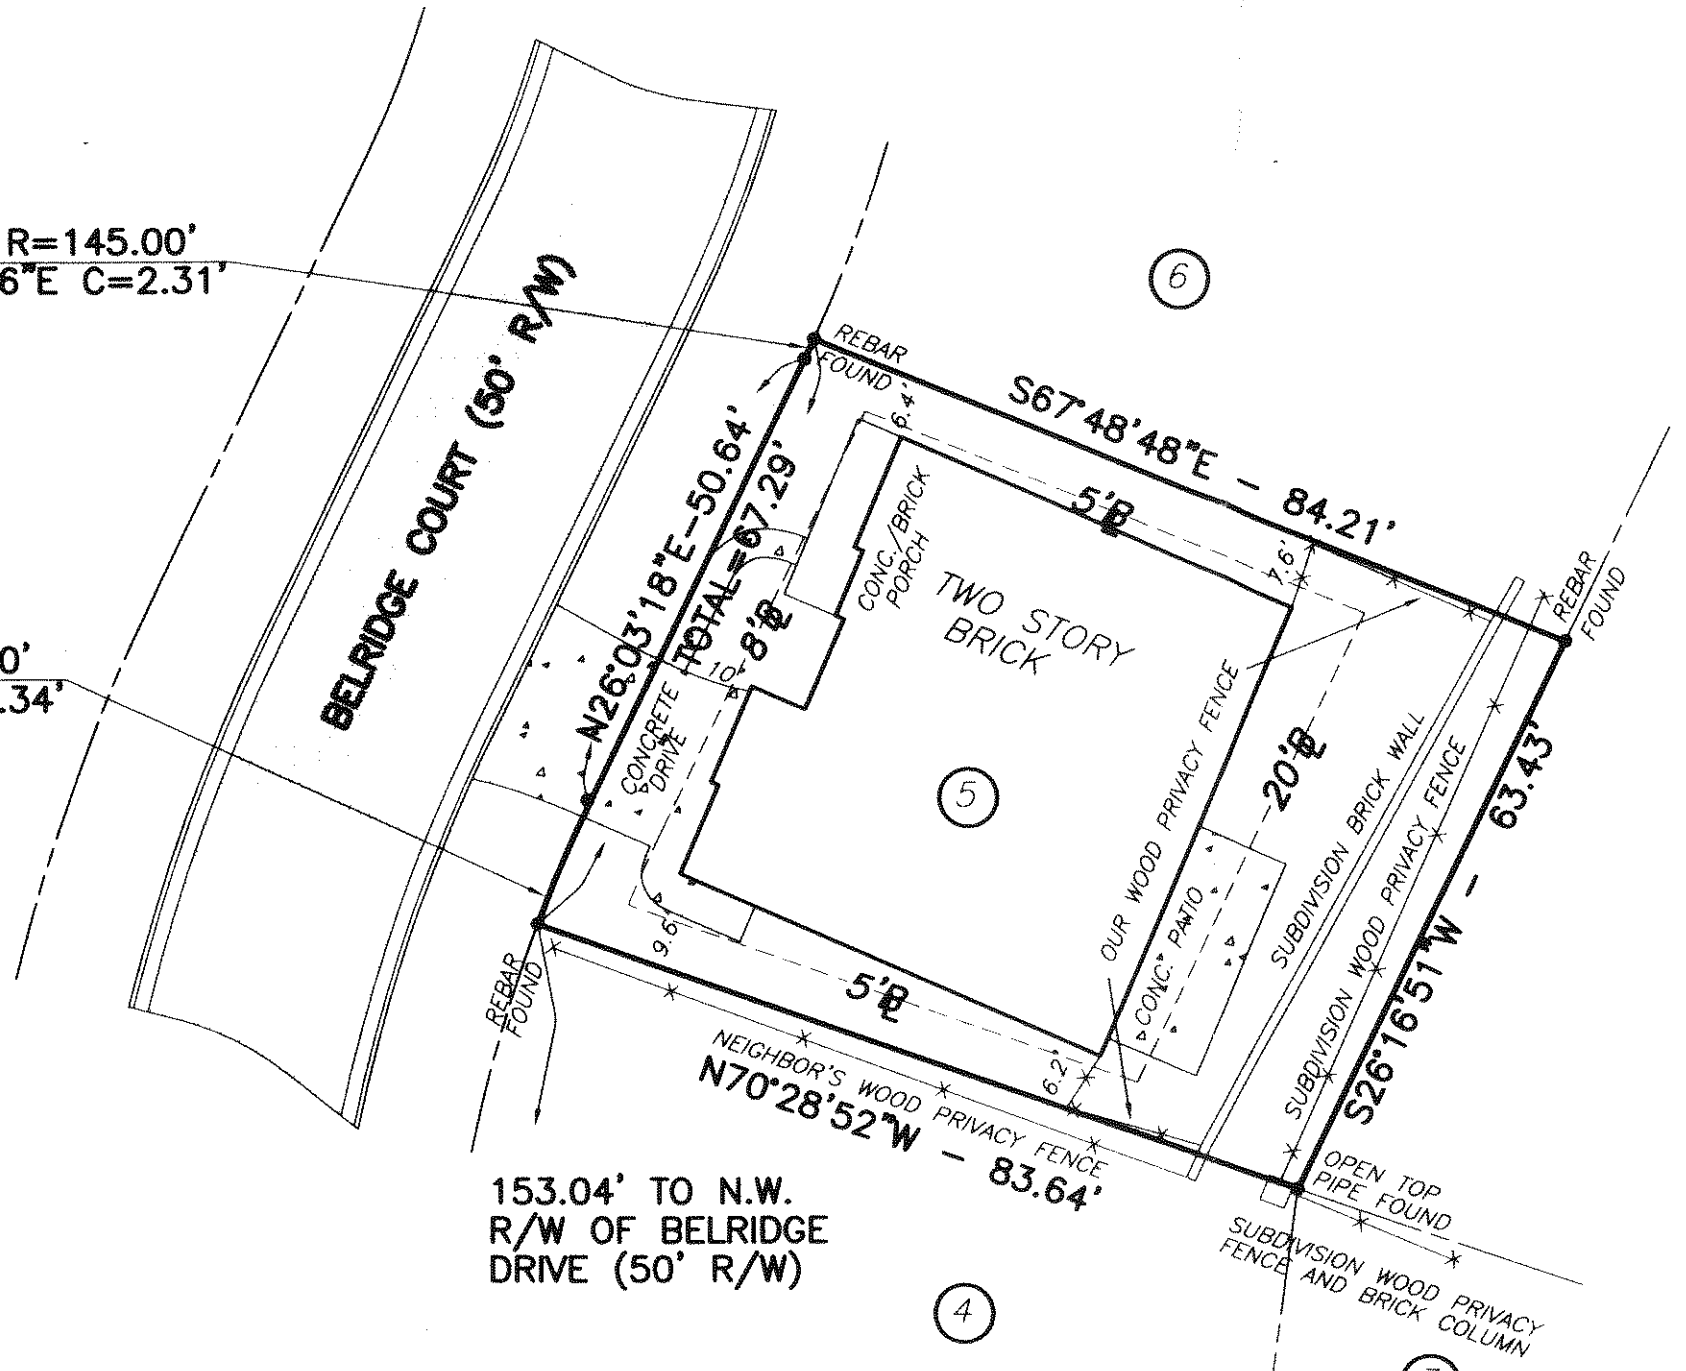 R=145.00'
6"E C=2.31'
BELRIDGE COURT (50' R/W)
6
REBAR
FOUND
S67°48'48"E - 84.21'
6.4'
N26°03'18"E-50.64'
TOTAL=67.29'
5'BL
CONC./BRICK
PORCH
TWO STORY
BRICK
7.6'
REBAR
FOUND
0'
.34'
8'BL
10'
CONCRETE
DRIVE
5
OUR WOOD PRIVACY FENCE
20'BL
SUBDIVISION BRICK WALL
SUBDIVISION WOOD PRIVACY FENCE
S26°16'51"W - 63.43'
CONC. PATIO
9.6'
5'BL
6.2'
REBAR
FOUND
NEIGHBOR'S WOOD PRIVACY FENCE
N70°28'52"W - 83.64'
OPEN TOP
PIPE FOUND
SUBDIVISION WOOD PRIVACY
FENCE AND BRICK COLUMN
153.04' TO N.W.
R/W OF BELRIDGE
DRIVE (50' R/W)
4